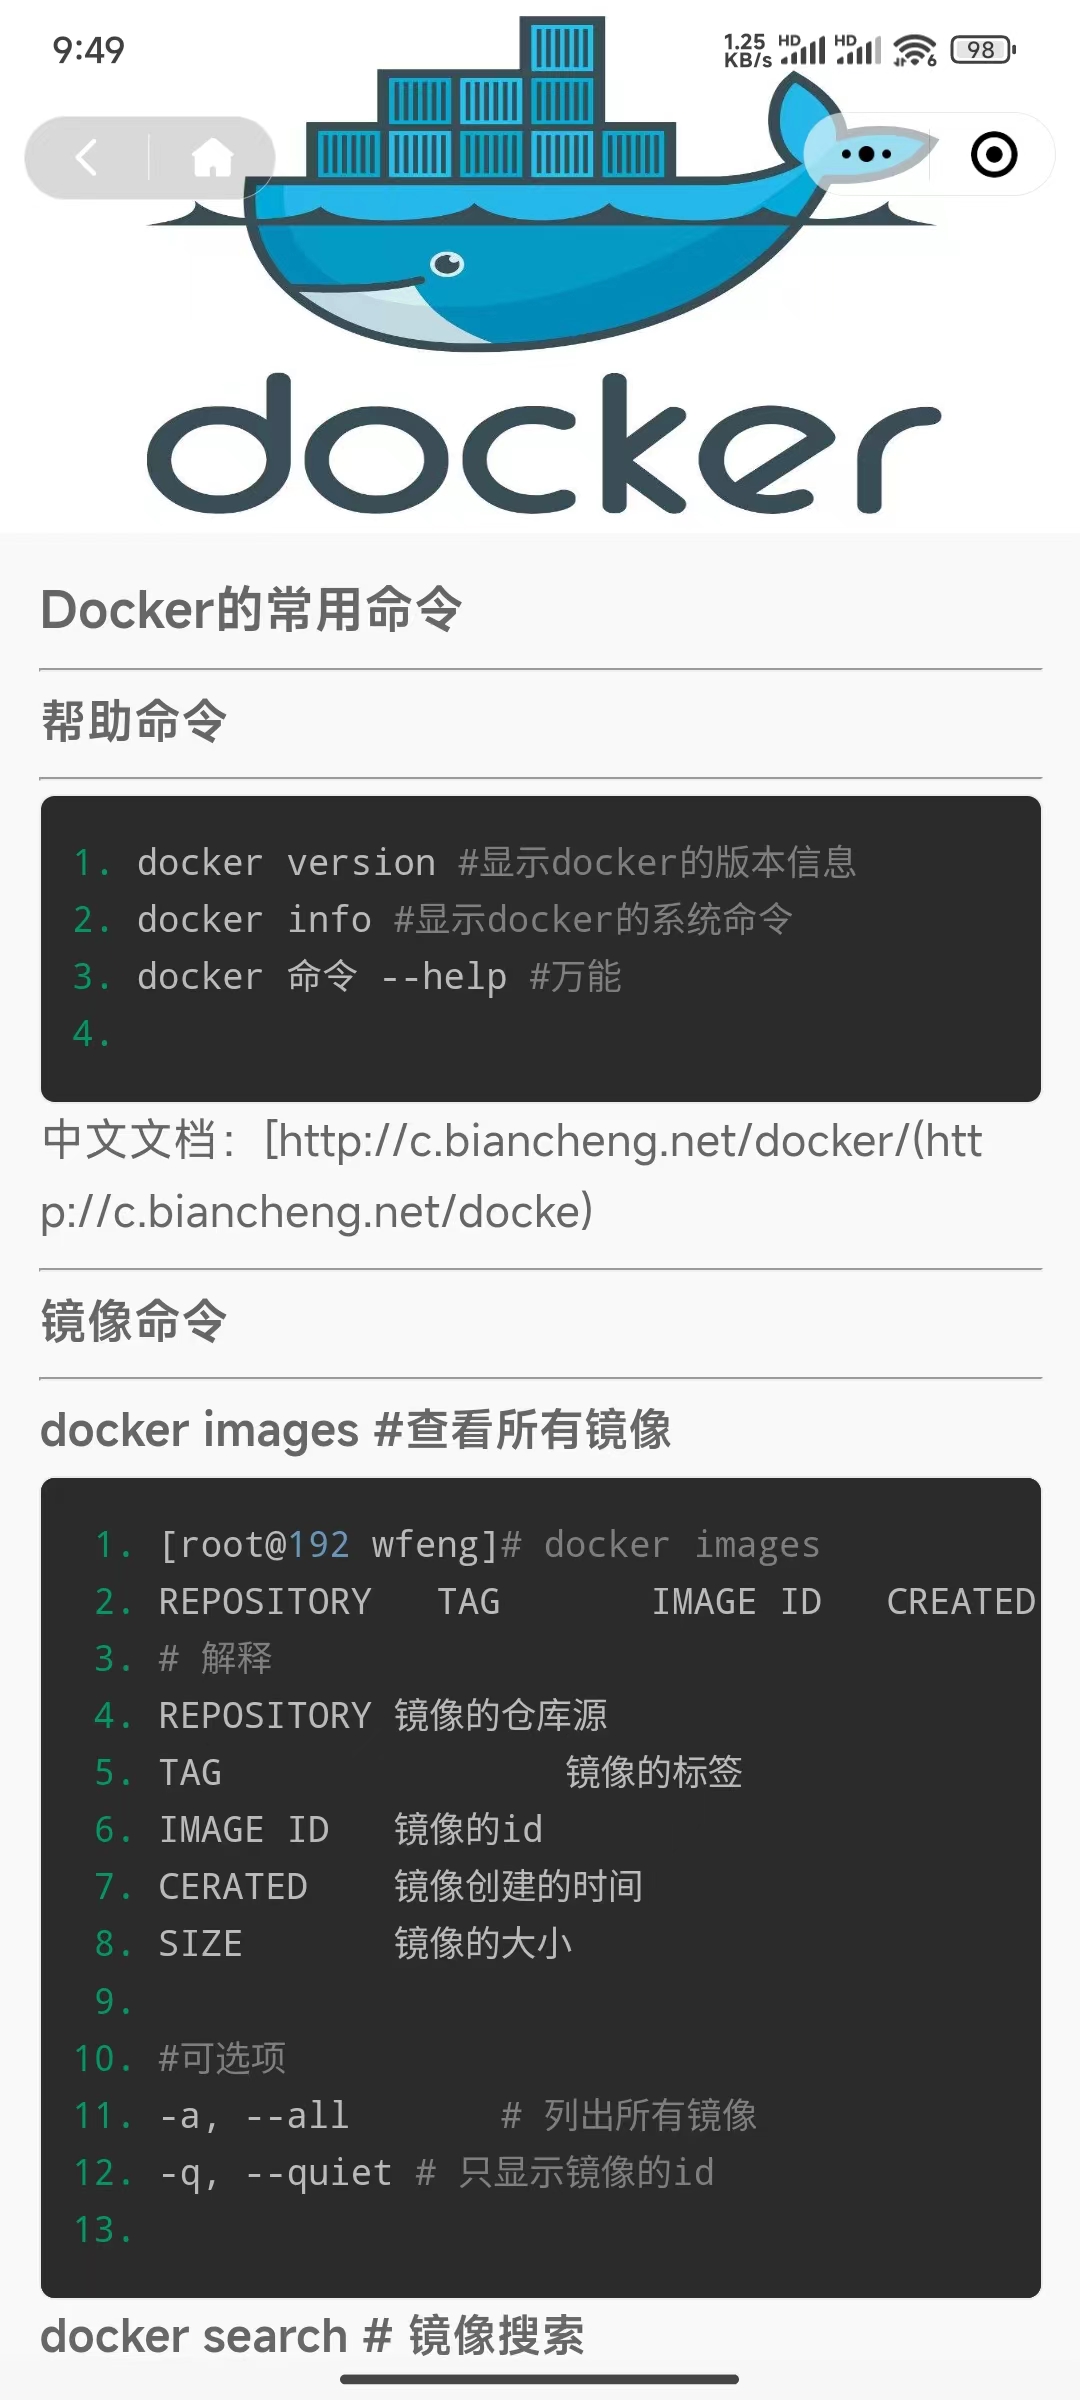 9:49
1.25
KB/s
HD
HD
6
98
docker
Docker的常用命令
帮助命令
1. docker version #显示docker的版本信息
2. docker info #显示docker的系统命令
3. docker 命令 --help #万能
4.
中文文档：[http://c.biancheng.net/docker/(htt
p://c.biancheng.net/docke)
镜像命令
docker images #查看所有镜像
1. [root@192 wfeng]# docker images
2. REPOSITORY   TAG       IMAGE ID   CREATED
3. # 解释
4. REPOSITORY 镜像的仓库源
5. TAG                镜像的标签
6. IMAGE ID   镜像的id
7. CERATED    镜像创建的时间
8. SIZE       镜像的大小
9.
10. #可选项
11. -a, --all       # 列出所有镜像
12. -q, --quiet # 只显示镜像的id
13.
docker search # 镜像搜索